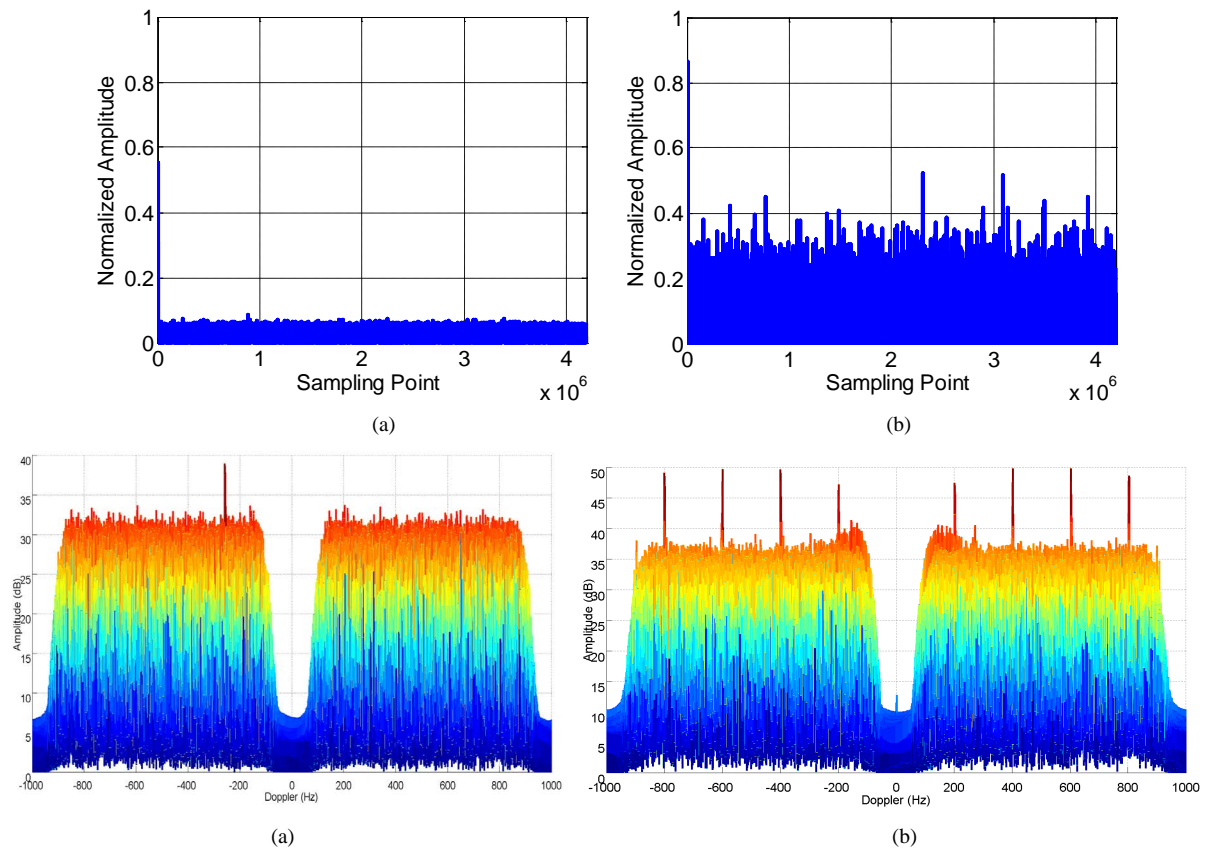 1
0.8
0.6
0.4
0.2
0
Normalized Amplitude
0 1 2 3 4
Sampling Point
x 10^6
(a)
1
0.8
0.6
0.4
0.2
0
Normalized Amplitude
0 1 2 3 4
Sampling Point
x 10^6
(b)
40
35
30
25
20
15
10
5
0
Amplitude (dB)
-1000 -800 -600 -400 -200 0 200 400 600 800 1000
Doppler (Hz)
(a)
50
45
40
35
30
25
20
15
10
5
0
Amplitude (dB)
-1000 -800 -600 -400 -200 0 200 400 600 800 1000
Doppler (Hz)
(b)